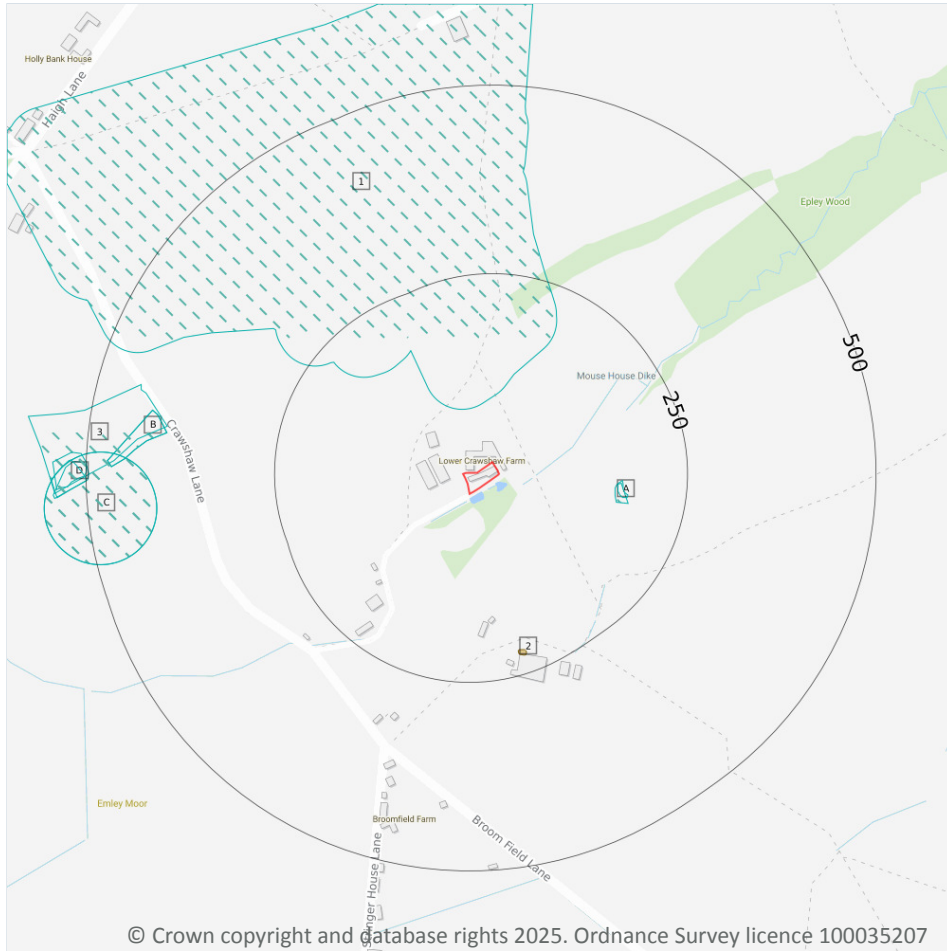 Holly Bank House
Haigh Lane
1
Epley Wood
500
Mouse House Dike
250
3
B
Crawshaw Lane
D
C
Lower Crawshaw Farm
A
2
Emley Moor
Broomfield Farm
Broom Field Lane
House Lane
© Crown copyright and database rights 2025. Ordnance Survey licence 100035207